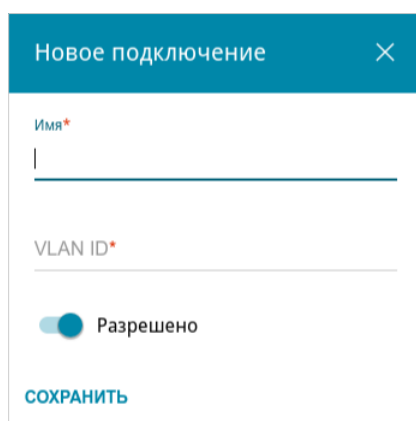 Новое подключение
Имя*
VLAN ID*
Разрешено
СОХРАНИТЬ